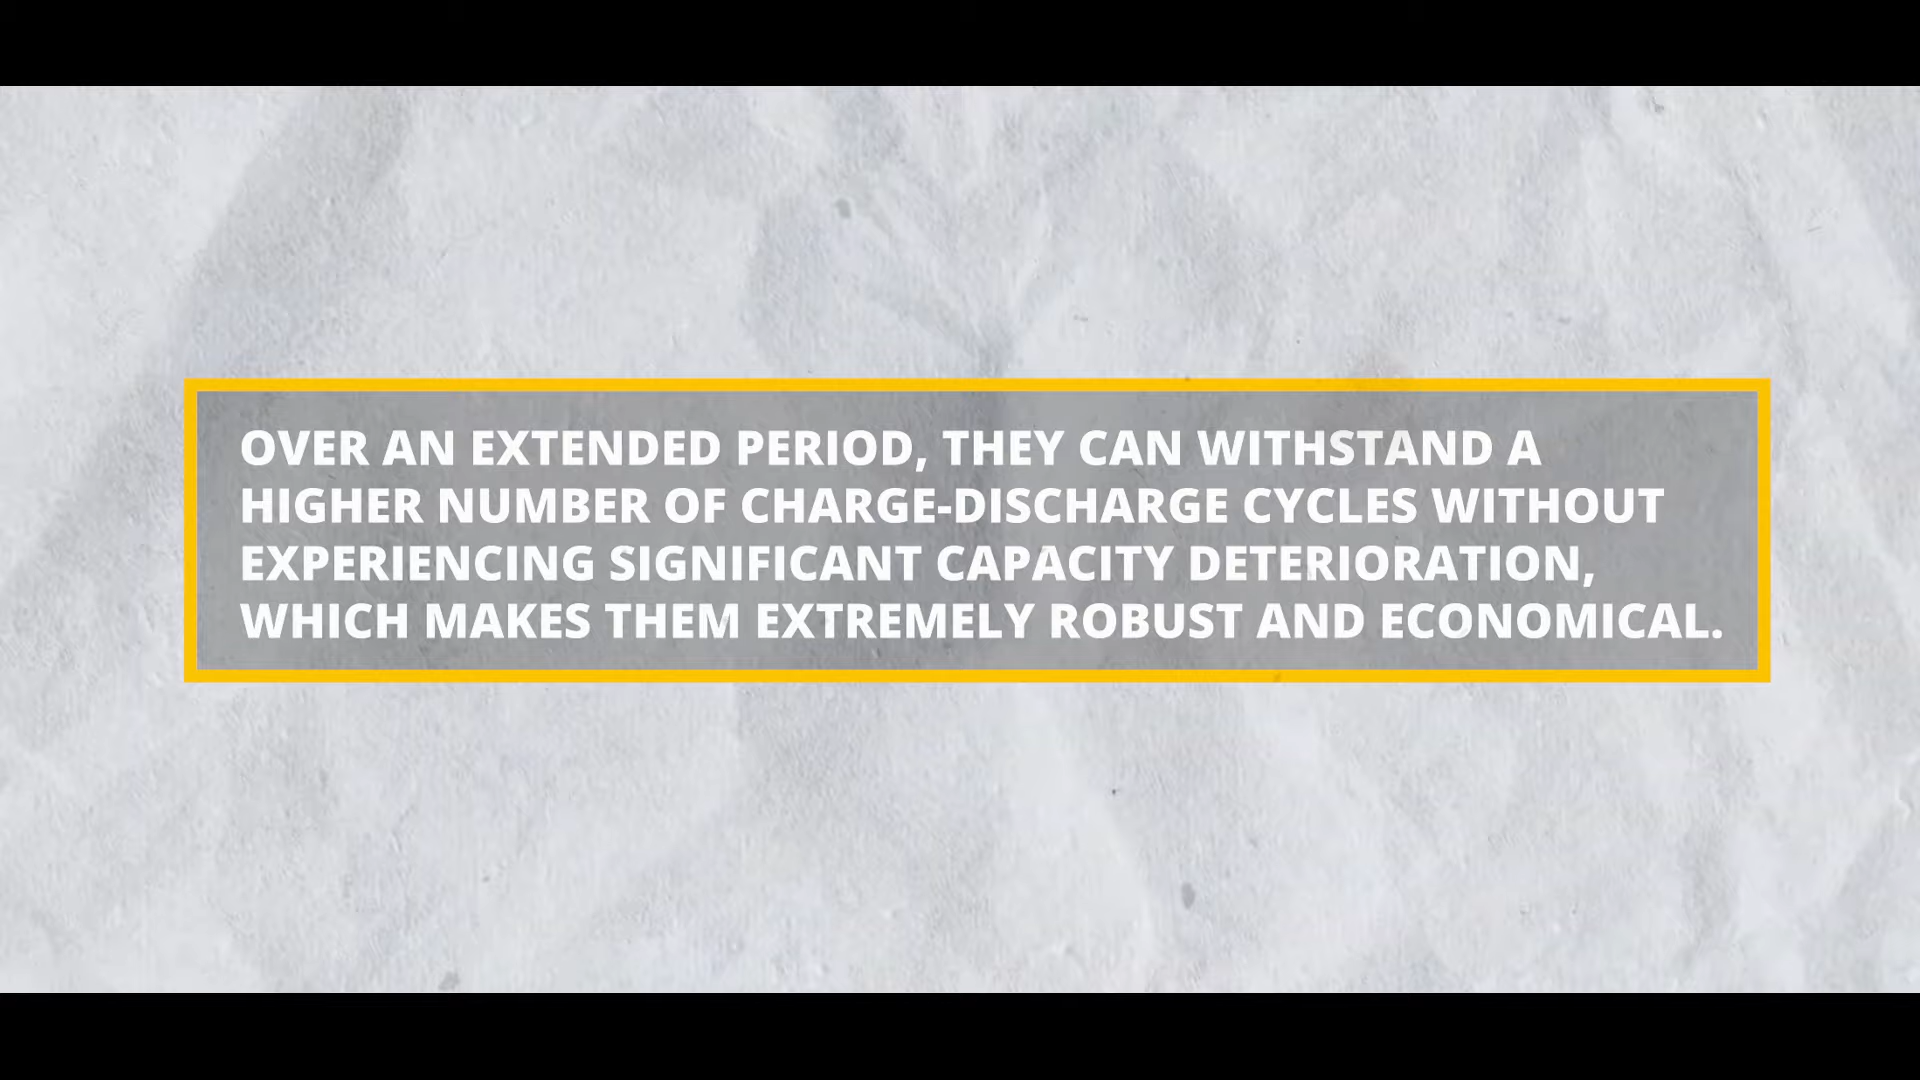 OVER AN EXTENDED PERIOD, THEY CAN WITHSTAND A
HIGHER NUMBER OF CHARGE-DISCHARGE CYCLES WITHOUT
EXPERIENCING SIGNIFICANT CAPACITY DETERIORATION,
WHICH MAKES THEM EXTREMELY ROBUST AND ECONOMICAL.